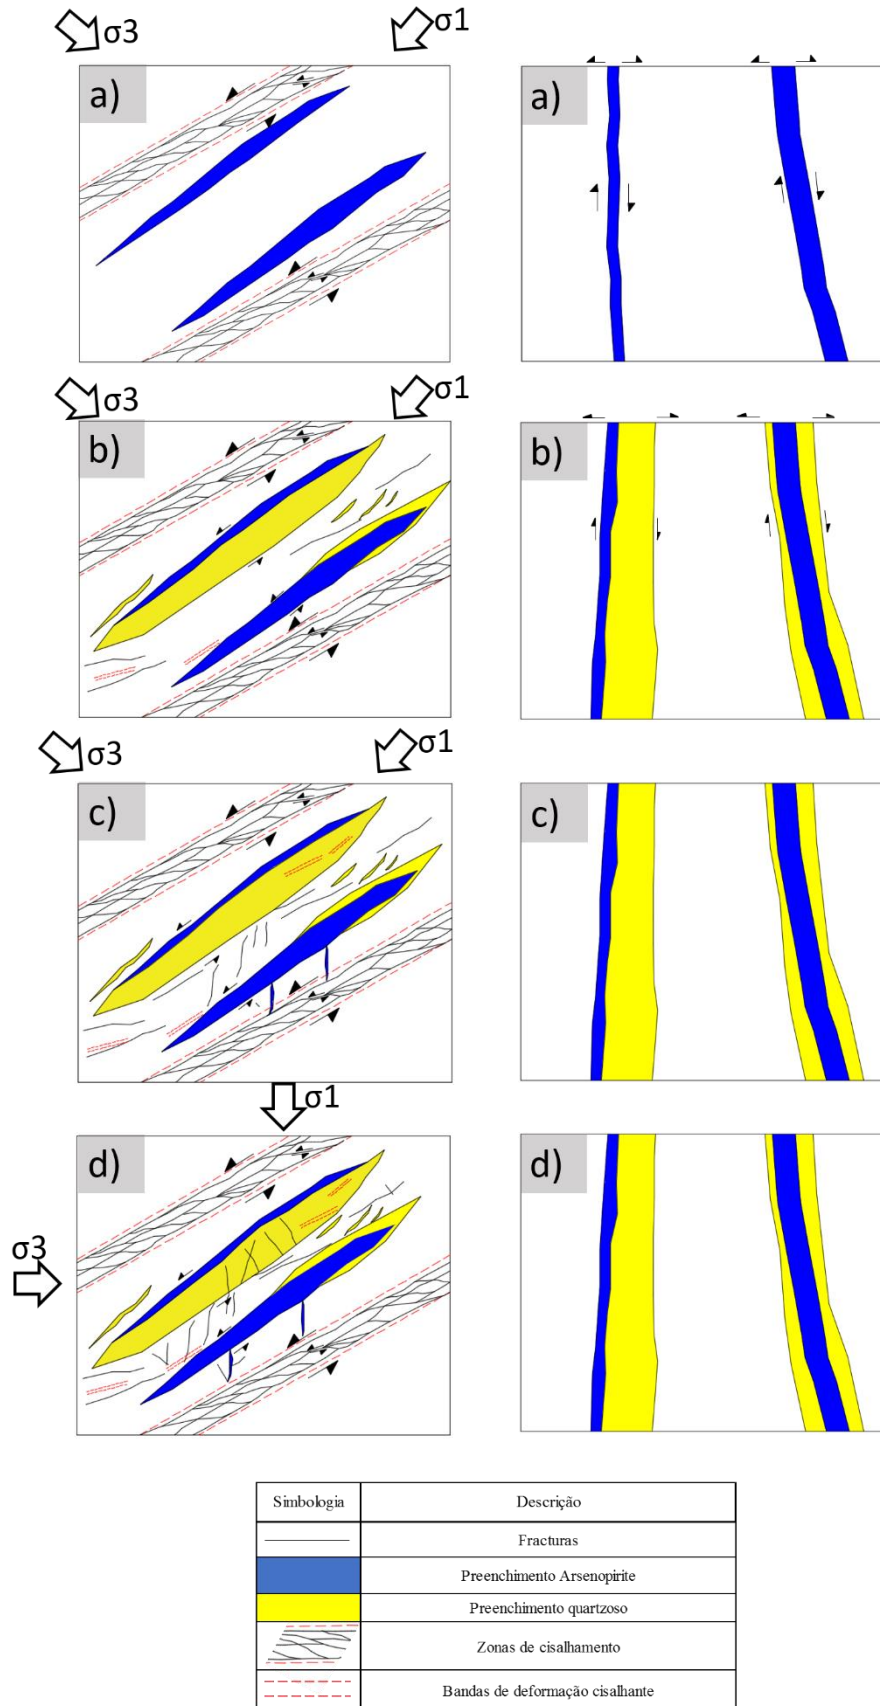 σ3
σ1
a)
a)
σ3
σ1
b)
b)
σ3
σ1
c)
c)
σ1
d)
d)
σ3
Simbologia Descrição
Fracturas
Preenchimento Arsenopirite
Preenchimento quartzoso
Zonas de cisalhamento
Bandas de deformação cisalhante